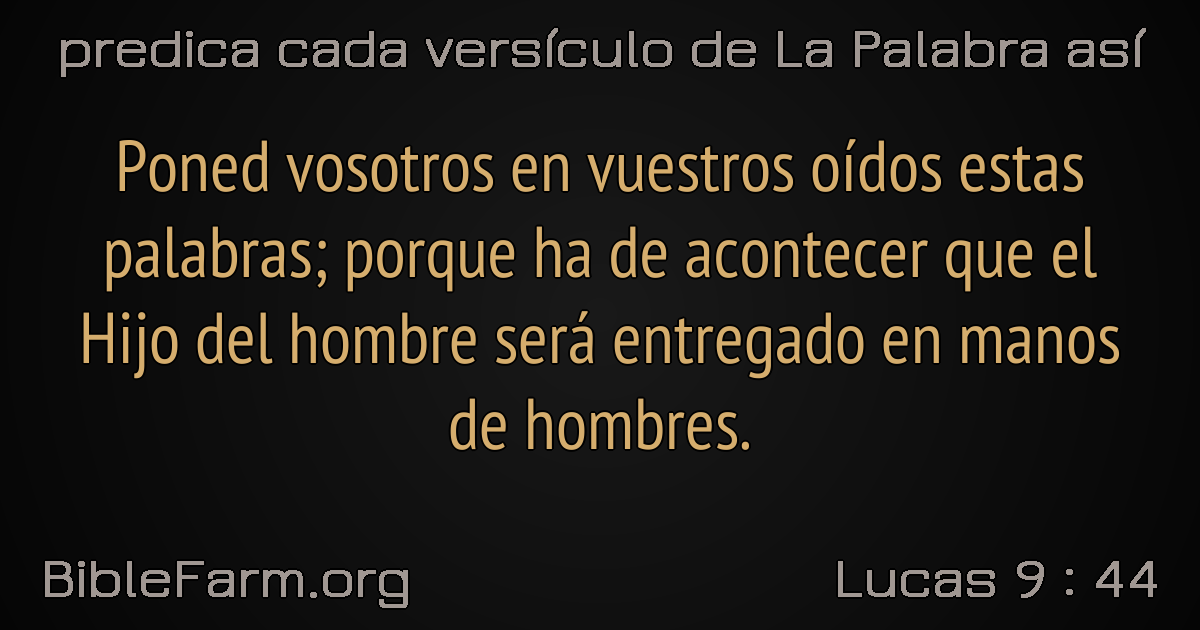 predica cada versículo de La Palabra así
Poned vosotros en vuestros oídos estas
palabras; porque ha de acontecer que el
Hijo del hombre será entregado en manos
de hombres.
BibleFarm.org
Lucas 9 : 44